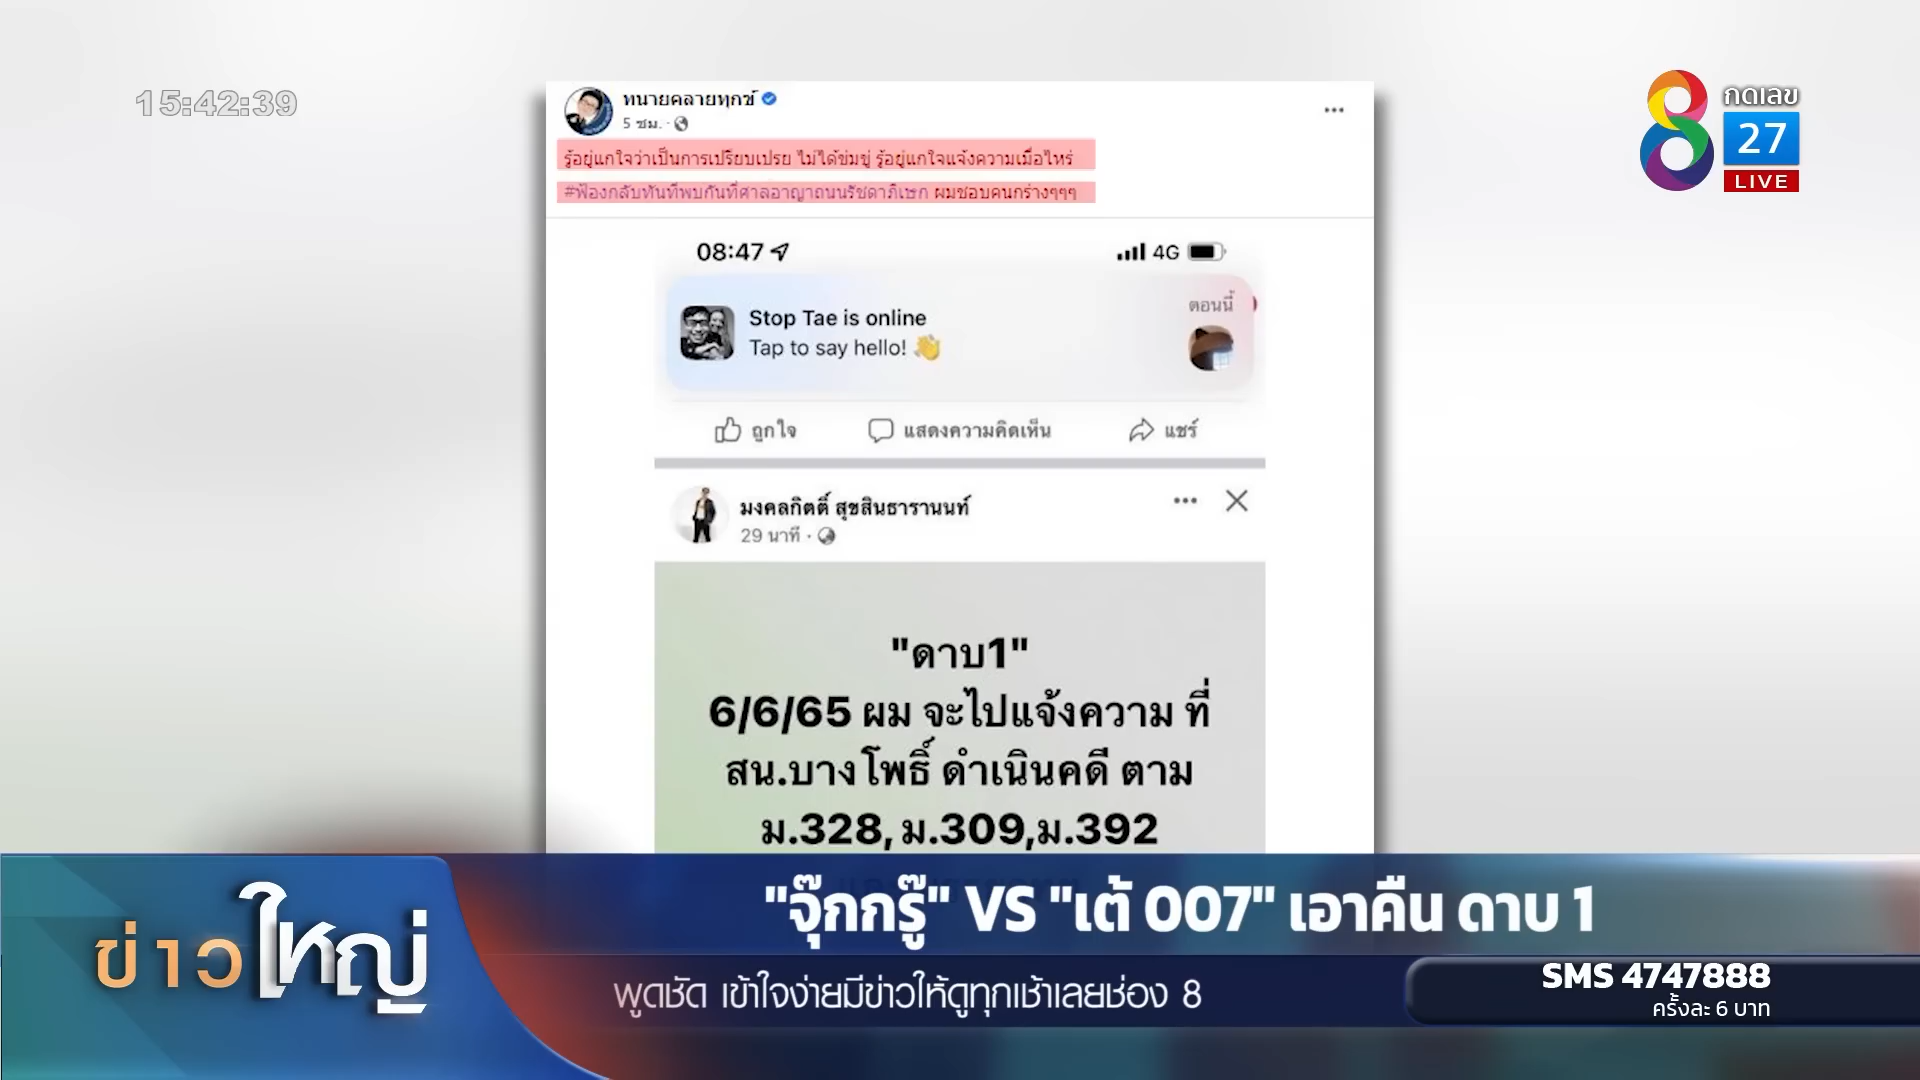 15:42:39
กดเลข
8
27
LIVE
ทนายคลายทุกข์
5 ชม. ·
รู้อยู่แก่ใจว่าเป็นการเปรียบเปรย ไม่ได้ข่มขู่ รู้อยู่แก่ใจแจ้งความเมื่อไหร่
#ฟ้องกลับทันทีพบกันที่ศาลอาญาถนนรัชดาภิเษก ผมชอบคนกร่างๆๆๆ
08:47
4G
Stop Tae is online
Tap to say hello! 👋
ตอนนี้
ถูกใจ
แสดงความคิดเห็น
แชร์
มงคลกิตติ์ สุขสินธารานนท์
29 นาที ·
"ดาบ1"
6/6/65 ผม จะไปแจ้งความ ที่
สน.บางโพธิ์ ดำเนินคดี ตาม
ม.328, ม.309,ม.392
ข่าวใหญ่
"จุ๊กกรู๊" VS "เต้ 007" เอาคืน ดาบ 1
พูดชัด เข้าใจง่ายมีข่าวให้ดูทุกเช้าเลยช่อง 8
SMS 4747888
ครั้งละ 6 บาท